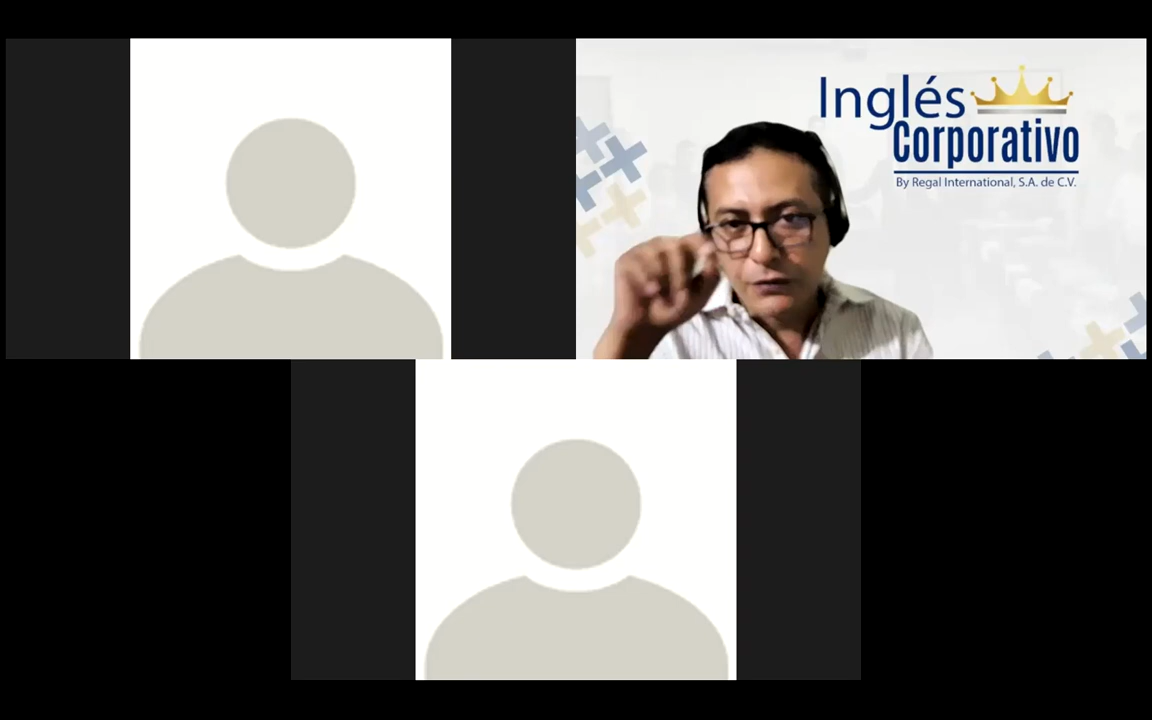 Inglés
Corporativo
By Regal International, S.A. de C.V.